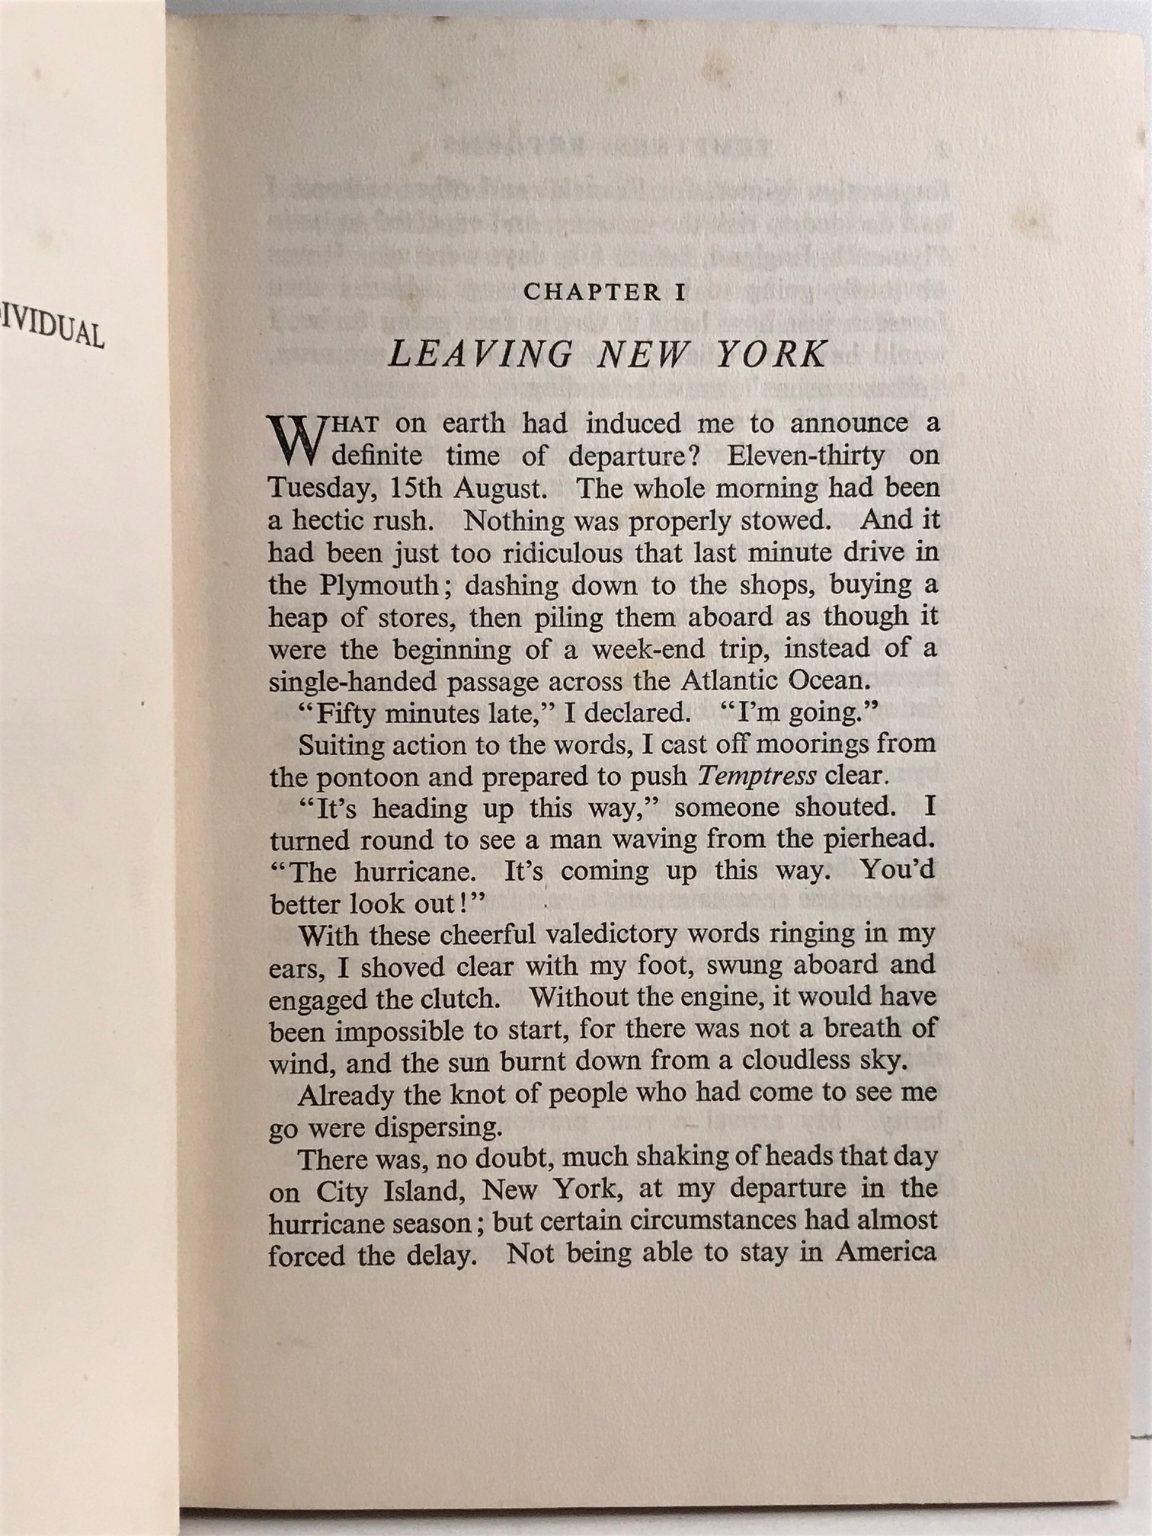 IVIDUAL
CHAPTER I
LEAVING NEW YORK
WHAT on earth had induced me to announce a
definite time of departure? Eleven-thirty on
Tuesday, 15th August. The whole morning had been
a hectic rush. Nothing was properly stowed. And it
had been just too ridiculous that last minute drive in
the Plymouth; dashing down to the shops, buying a
heap of stores, then piling them aboard as though it
were the beginning of a week-end trip, instead of a
single-handed passage across the Atlantic Ocean.
“Fifty minutes late,” I declared. “I'm going.”
Suiting action to the words, I cast off moorings from
the pontoon and prepared to push Temptress clear.
“It's heading up this way,” someone shouted. I
turned round to see a man waving from the pierhead.
“The hurricane. It's coming up this way. You'd
better look out!”
With these cheerful valedictory words ringing in my
ears, I shoved clear with my foot, swung aboard and
engaged the clutch. Without the engine, it would have
been impossible to start, for there was not a breath of
wind, and the sun burnt down from a cloudless sky.
Already the knot of people who had come to see me
go were dispersing.
There was, no doubt, much shaking of heads that day
on City Island, New York, at my departure in the
hurricane season; but certain circumstances had almost
forced the delay. Not being able to stay in America